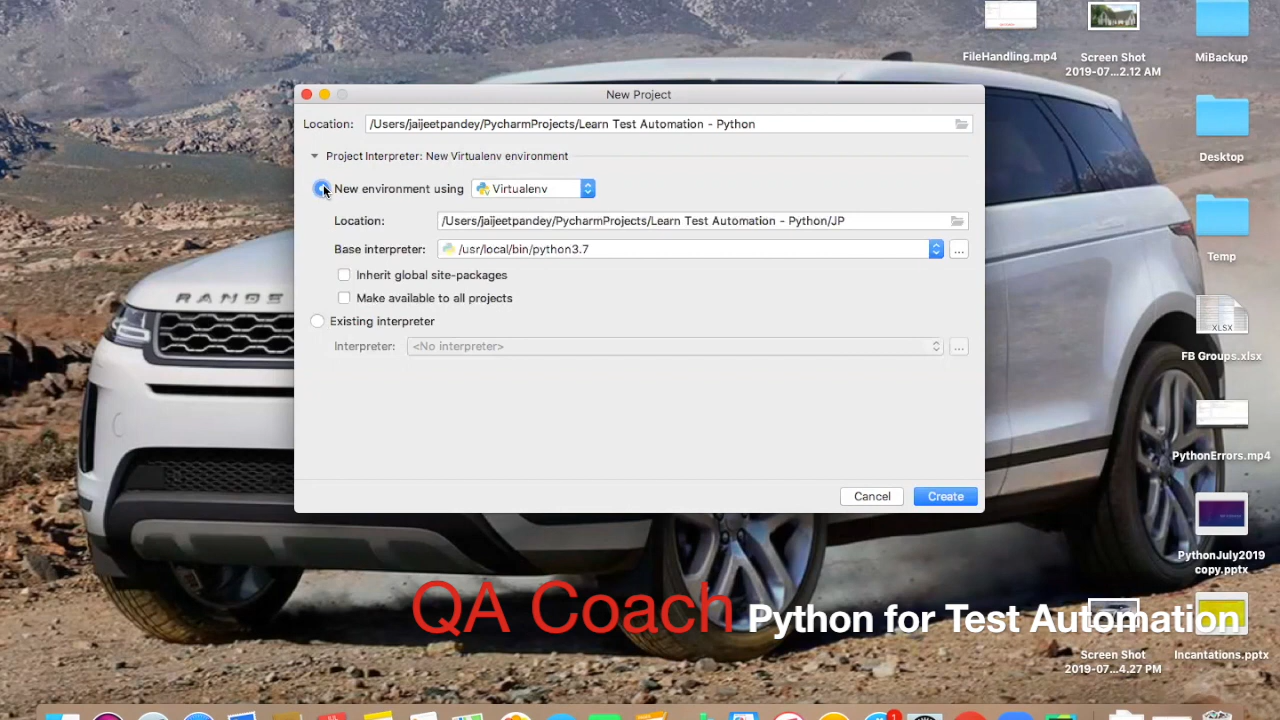 FileHandling.mp4
Screen Shot
2019-07...2.12 AM
MiBackup
New Project
Location: /Users/jaijeetpandey/PycharmProjects/Learn Test Automation - Python
Desktop
Project Interpreter: New Virtualenv environment
New environment using Virtualenv
Location: /Users/jaijeetpandey/PycharmProjects/Learn Test Automation - Python/JP
Base interpreter: /usr/local/bin/python3.7 ...
Temp
Inherit global site-packages
Make available to all projects
RANGE
Existing interpreter
XLSX
Interpreter: <No interpreter> ...
FB Groups.xlsx
PythonErrors.mp4
Cancel
Create
PythonJuly2019
copy.pptx
QA Coach Python for Test Automation
Screen Shot
2019-07...4.27 PM
Incantations.pptx
1